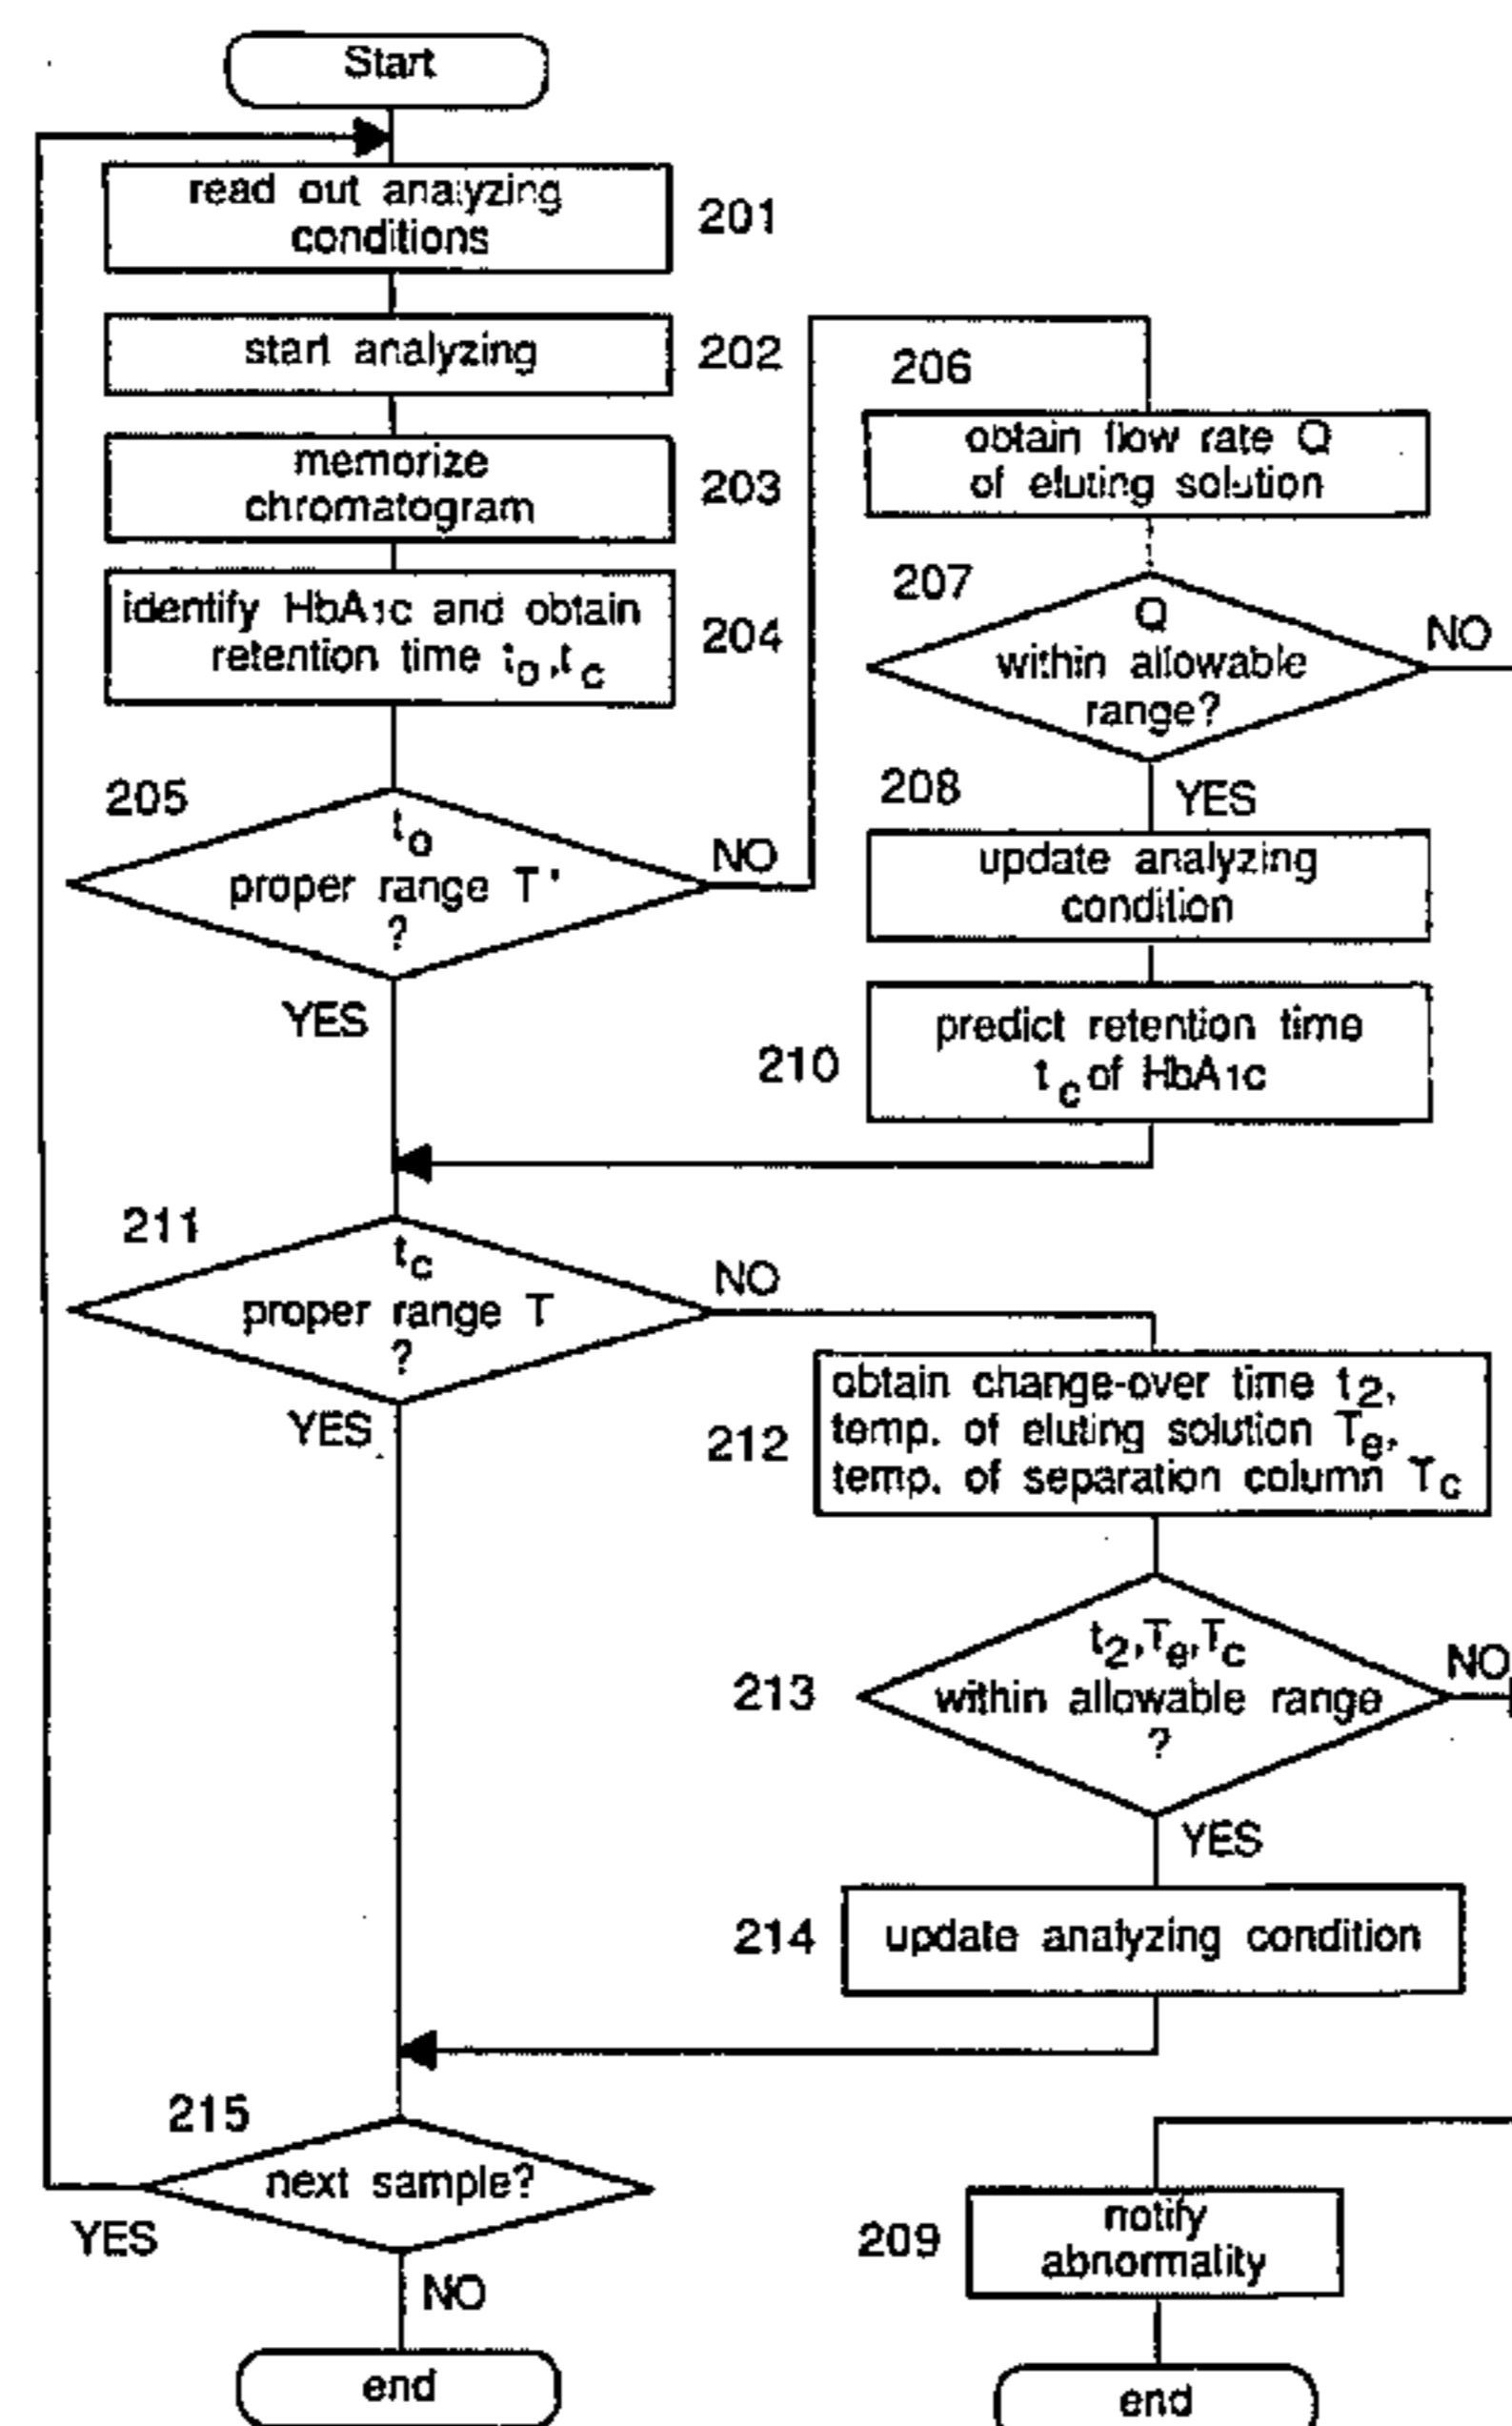 Start
read out analyzing
conditions
201
start analyzing
202
memorize
chromatogram
203
identify HbA1c and obtain
retention time to,tc
204
205
to
proper range T'
?
NO
YES
206
obtain flow rate Q
of eluting solution
207
Q
within allowable
range?
NO
YES
208
update analyzing
condition
210
predict retention time
tc of HbA1c
211
tc
proper range T
?
NO
YES
212
obtain change-over time t2,
temp. of eluting solution Te,
temp. of separation column Tc
213
t2,Te,Tc
within allowable range
?
NO
YES
214
update analyzing condition
215
next sample?
YES
NO
end
209
notify
abnormality
end